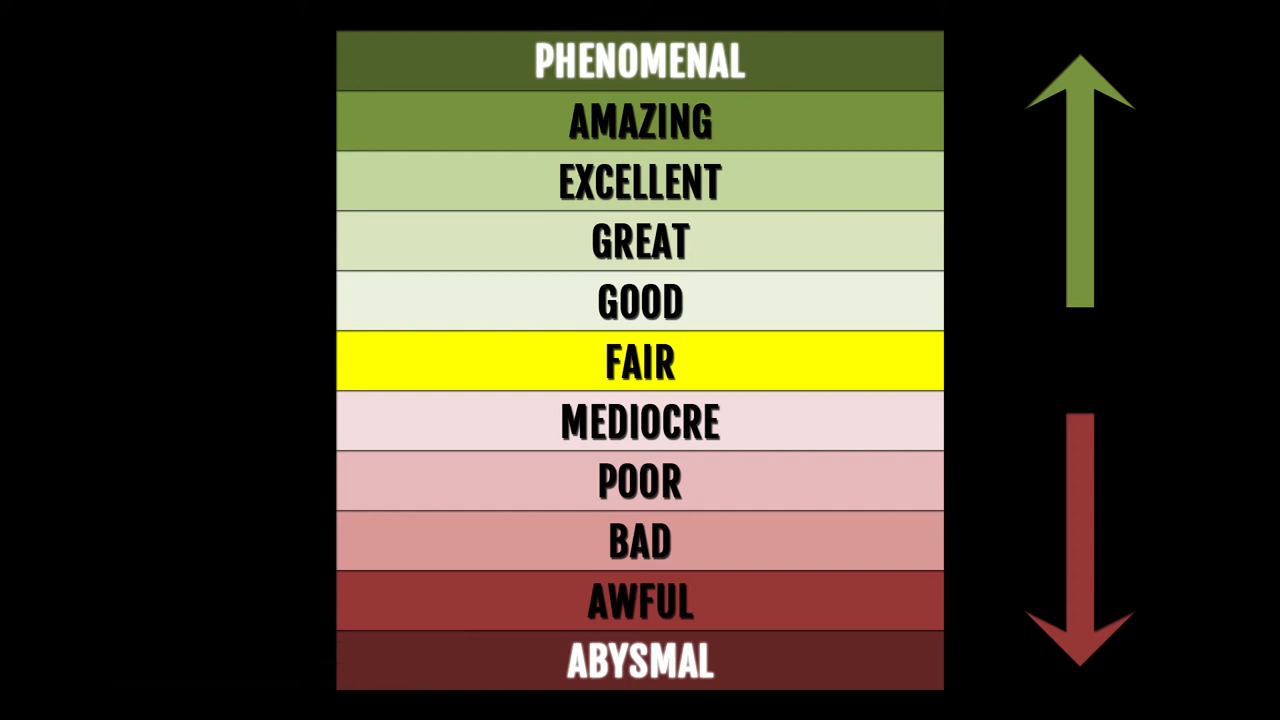 PHENOMENAL
AMAZING
EXCELLENT
GREAT
GOOD
FAIR
MEDIOCRE
POOR
BAD
AWFUL
ABYSMAL